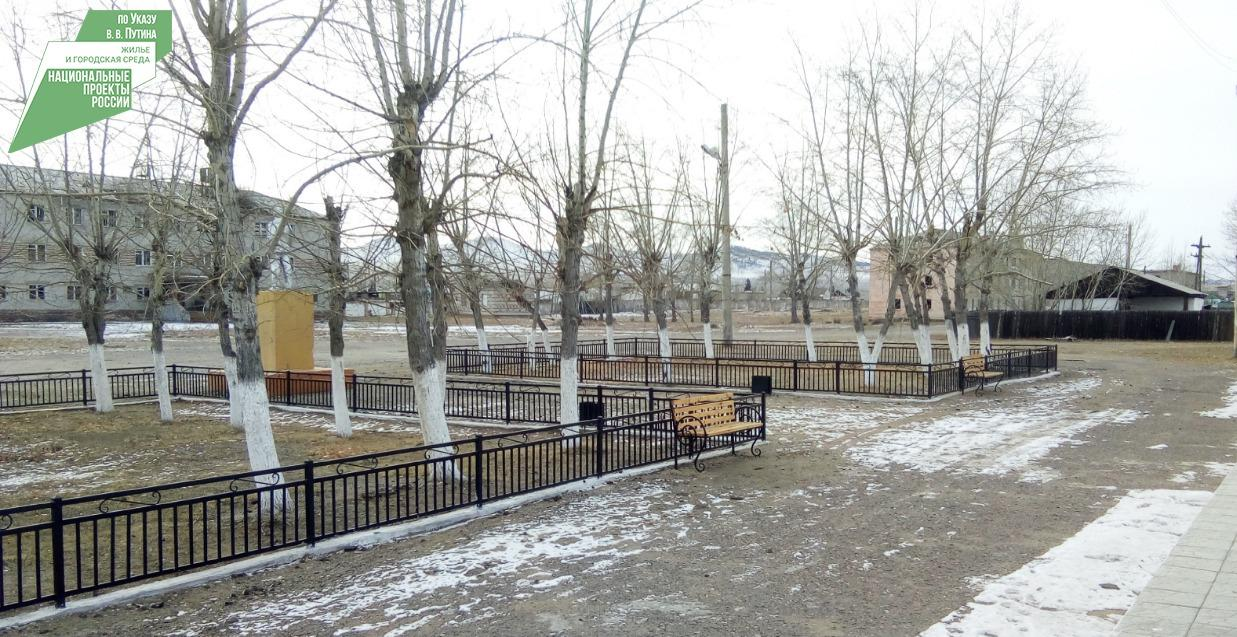 по Указу
В. В. Путина
ЖИЛЬЕ
И ГОРОДСКАЯ СРЕДА
НАЦИОНАЛЬНЫЕ
ПРОЕКТЫ
РОССИИ